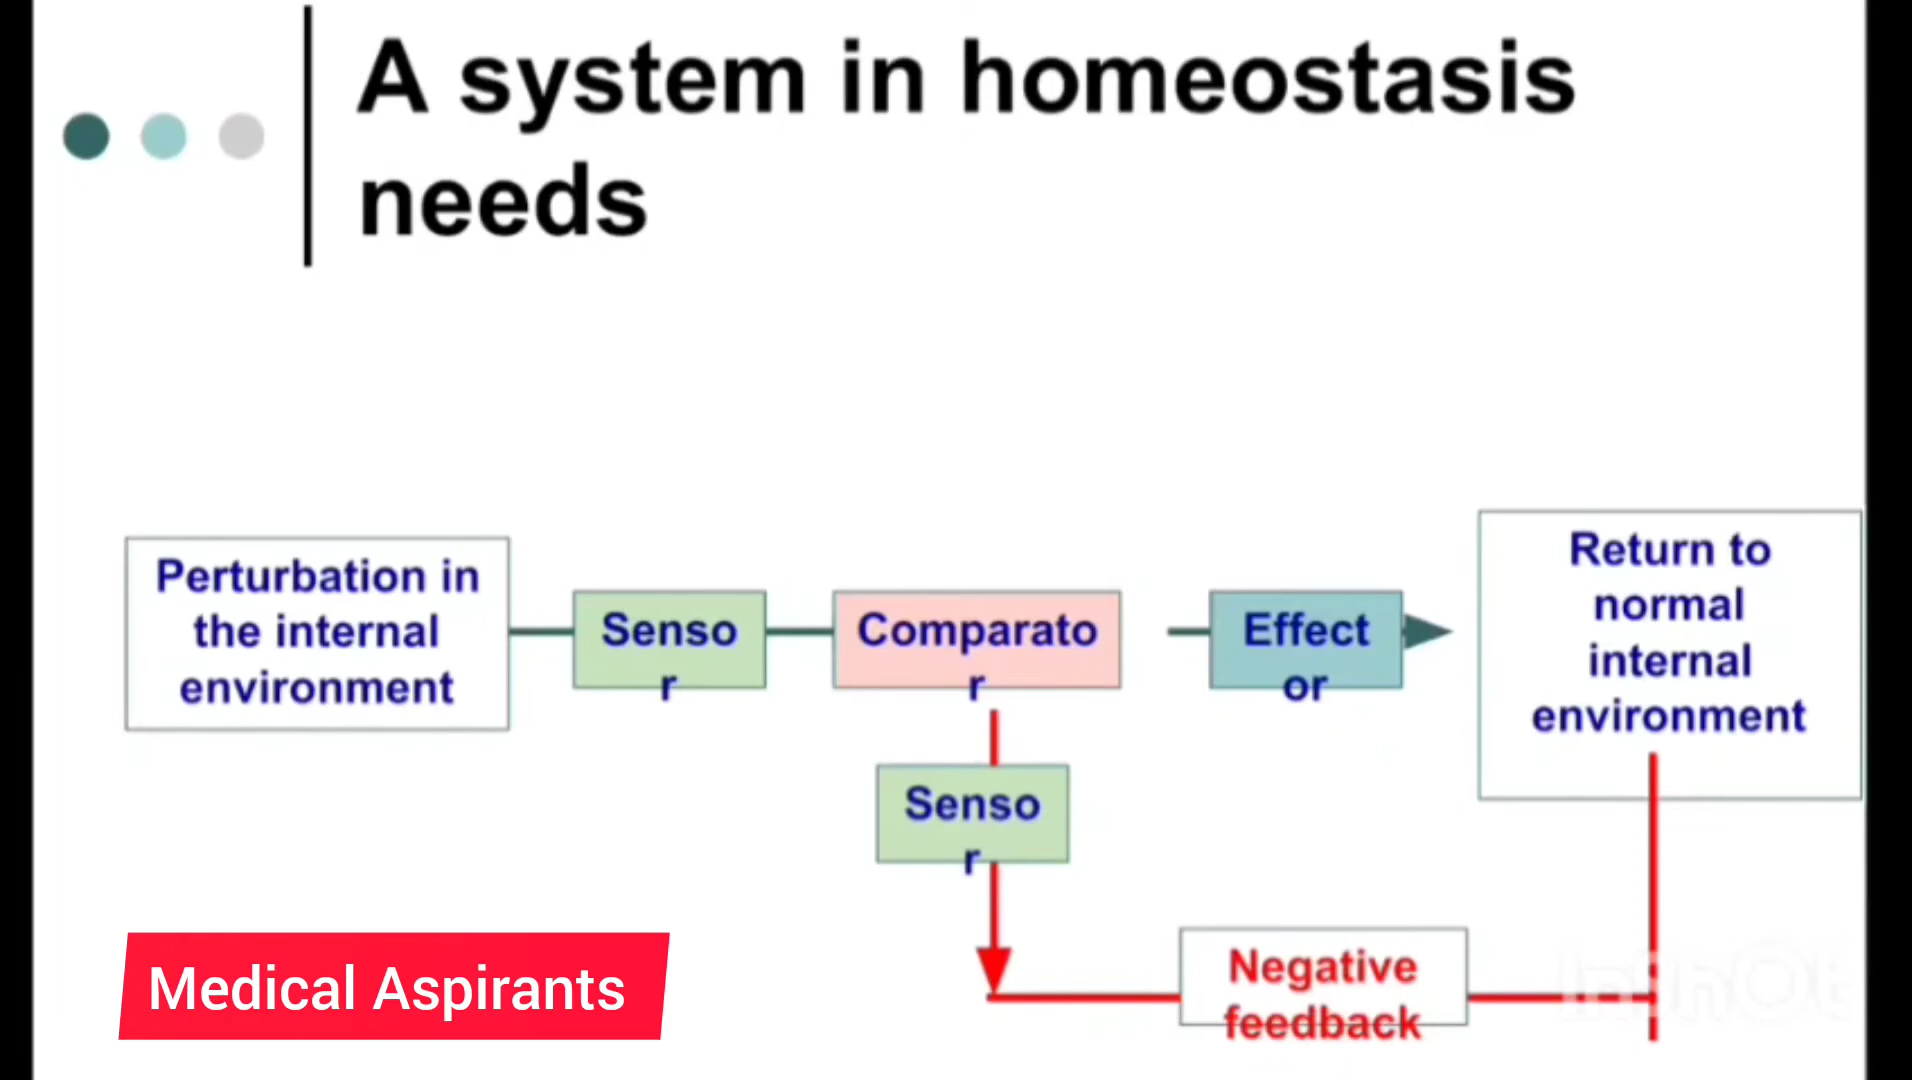 A system in homeostasis
needs
Perturbation in
the internal
environment
Senso
r
Comparato
r
Effect
or
Return to
normal
internal
environment
Senso
r
Negative
feedback
Medical Aspirants